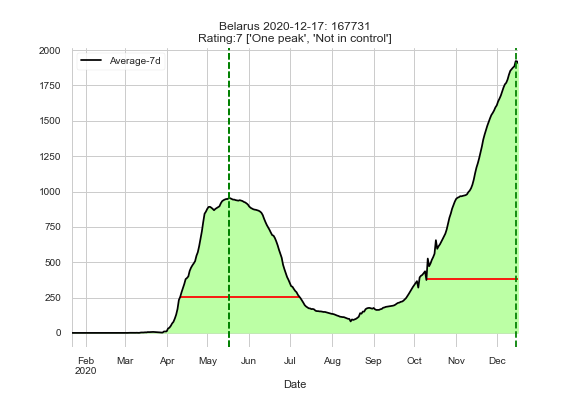 Belarus 2020-12-17: 167731
Rating:7 ['One peak', 'Not in control']
2000
Average-7d
1750
1500
1250
1000
750
500
250
0
Feb Mar Apr May Jun Jul Aug Sep Oct Nov Dec
2020
Date